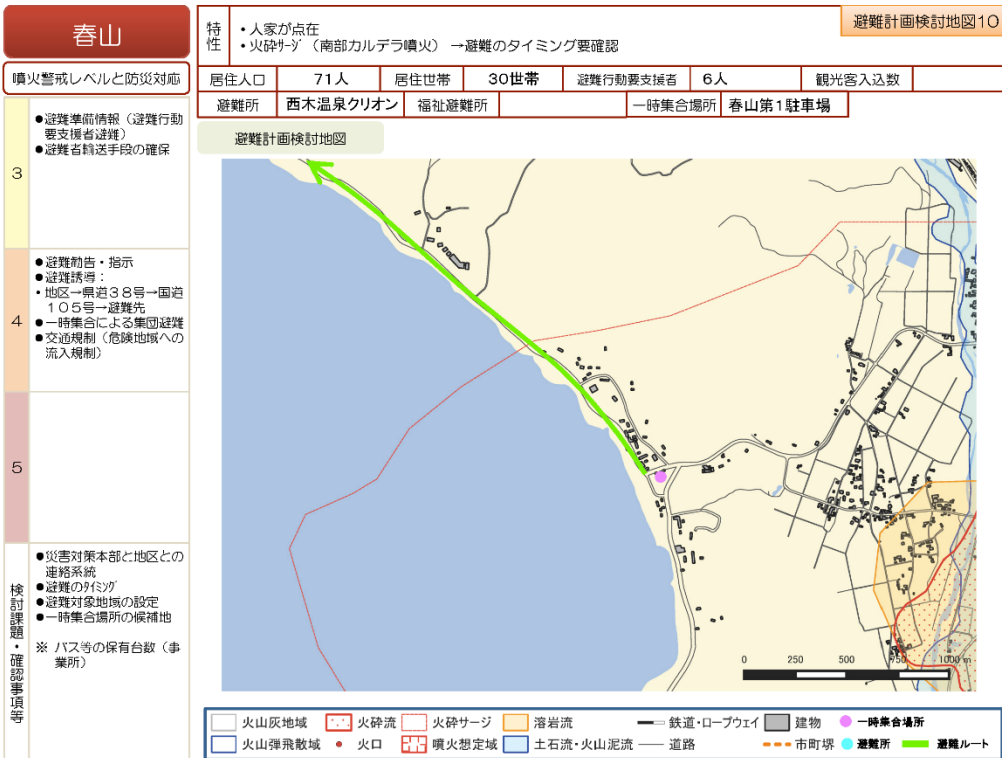 春山
避難計画検討地図10
特性
・人家が点在
・火砕ｻｰｼﾞ（南部カルデラ噴火）→避難のタイミング要確認
居住人口 71人 居住世帯 30世帯 避難行動要支援者 6人 観光客入込数
避難所 西木温泉クリオン 福祉避難所 一時集合場所 春山第1駐車場
噴火警戒レベルと防災対応
3
●避難準備情報（避難行動
要支援者避難）
●避難者輸送手段の確保
4
●避難勧告・指示
●避難誘導：
・地区→県道38号→国道
105号→避難先
●一時集合による集団避難
●交通規制（危険地域への
流入規制）
5
検討課題・確認事項等
●災害対策本部と地区との
連絡系統
●避難のﾀｲﾐﾝｸﾞ
●避難対象地域の設定
●一時集合場所の候補地
※ バス等の保有台数（事
業所）
避難計画検討地図
0 250 500 750 1000 m
火山灰地域 火砕流 火砕サージ 溶岩流 鉄道・ロープウェイ 建物 一時集合場所
火山弾飛散域 火口 噴火想定域 土石流・火山泥流 道路 市町堺 避難所 避難ルート